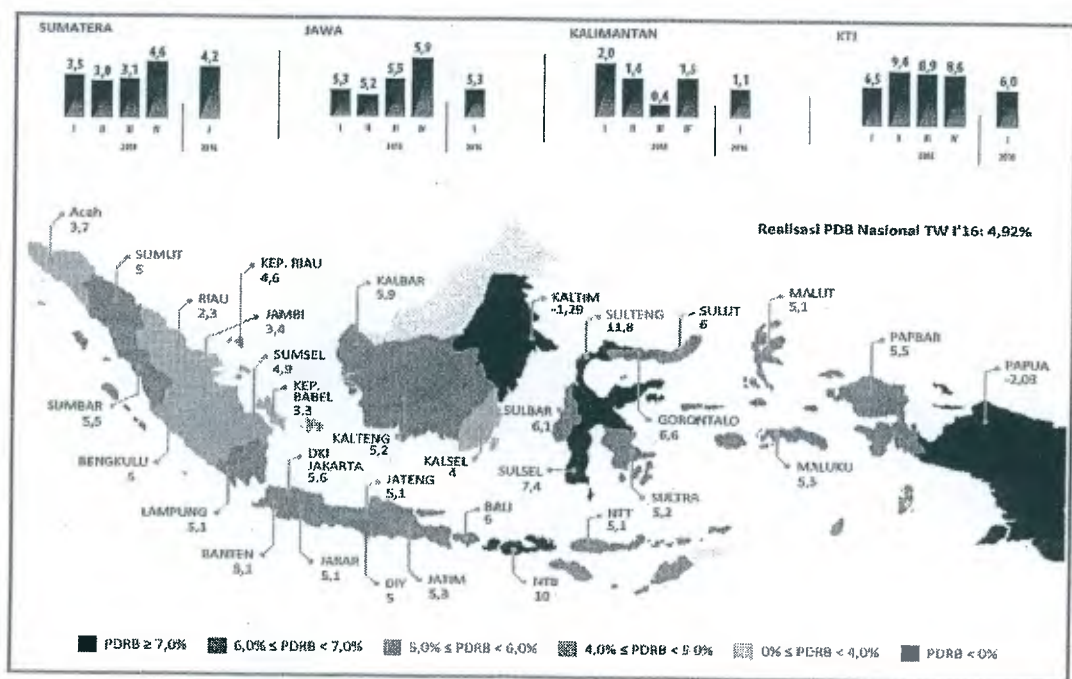 SUMATERA
3,5 3,0 3,1 4,6 4,2
I II III IV I
2016
JAWA
5,3 5,2 5,5 5,9 5,3
I II III IV I
2016
KALIMANTAN
2,0 1,4 0,4 1,5 1,1
I II III IV I
2016
KTI
6,5 9,4 8,9 8,6 6,0
I II III IV I
2016
Realisasi PDB Nasional TW I'16: 4,92%
Aceh
3,7
SUMUT
5
KEP. RIAU
4,6
RIAU
2,3
JAMBI
3,4
SUMSEL
4,9
KEP.
BABEL
3,3
SUMBAR
5,5
BENGKULU
5
LAMPUNG
5,1
DKI
JAKARTA
5,6
BANTEN
5,1
JABAR
5,1
JATENG
5,1
DIY
5
JATIM
5,3
BALI
6
NTB
10
NTT
5,1
KALBAR
5,9
KALTENG
5,2
KALSEL
4
KALTIM
-1,29
SULTENG
11,8
SULUT
6
SULBAR
6,1
GORONTALO
6,6
SULSEL
7,4
SULTRA
5,2
MALUT
5,1
MALUKU
5,5
PAPBAR
5,5
PAPUA
-2,03
PDRB ≥ 7,0% 6,0% ≤ PDRB < 7,0% 5,0% ≤ PDRB < 6,0% 4,0% ≤ PDRB < 5 0% 0% ≤ PDRB < 4,0% PDRB < 0%